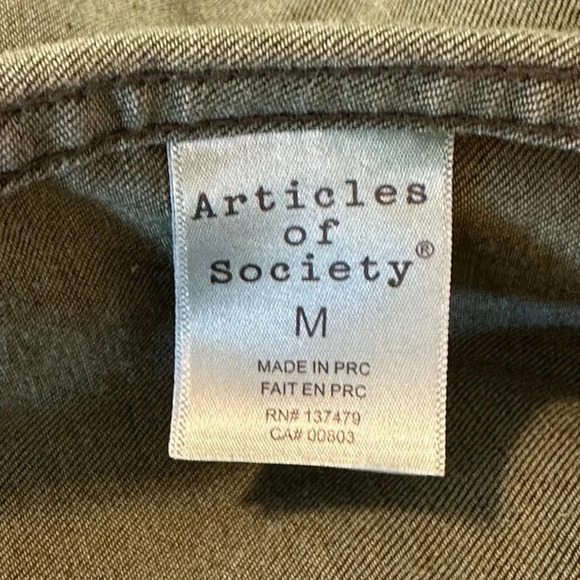 Articles
of
Society®
M
MADE IN PRC
FAIT EN PRC
RN# 137479
CA# 00803